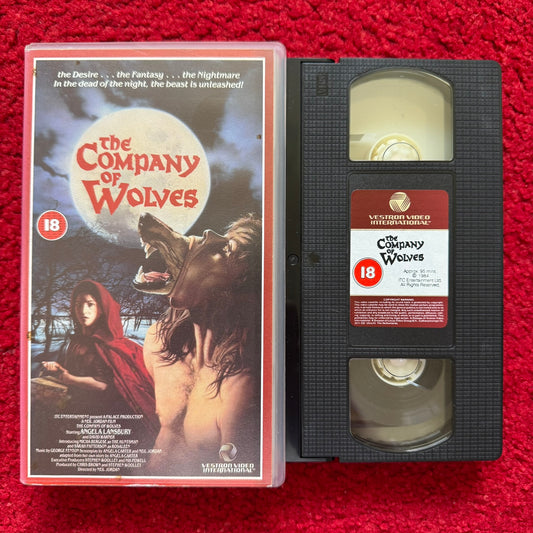 the Desire . . . the Fantasy . . . the Nightmare
In the dead of the night, the beast is unleashed!
the
COMPANY
OF
WOLVES
18
ITC ENTERTAINMENT present A PALACE PRODUCTION
A NEIL JORDAN FILM
THE COMPANY OF WOLVES
Starring ANGELA LANSBURY
and DAVID WARNER
Introducing MICHA BERGESE as THE HUNTSMAN
and SARAH PATTERSON as ROSALEEN
Music by GEORGE FENTON Screenplay by ANGELA CARTER and NEIL JORDAN
adapted from her own story by ANGELA CARTER
Executive Producers STEPHEN WOOLLEY and NIK POWELL
Produced by CHRIS BROWN and STEPHEN WOOLLEY
Directed by NEIL JORDAN
VESTRON VIDEO
INTERNATIONAL
VESTRON VIDEO
INTERNATIONAL
the
COMPANY
OF
WOLVES
18
Approx. 95 mins.
© 1984
ITC Entertainment Ltd.
All Rights Reserved.
COPYRIGHT WARNING